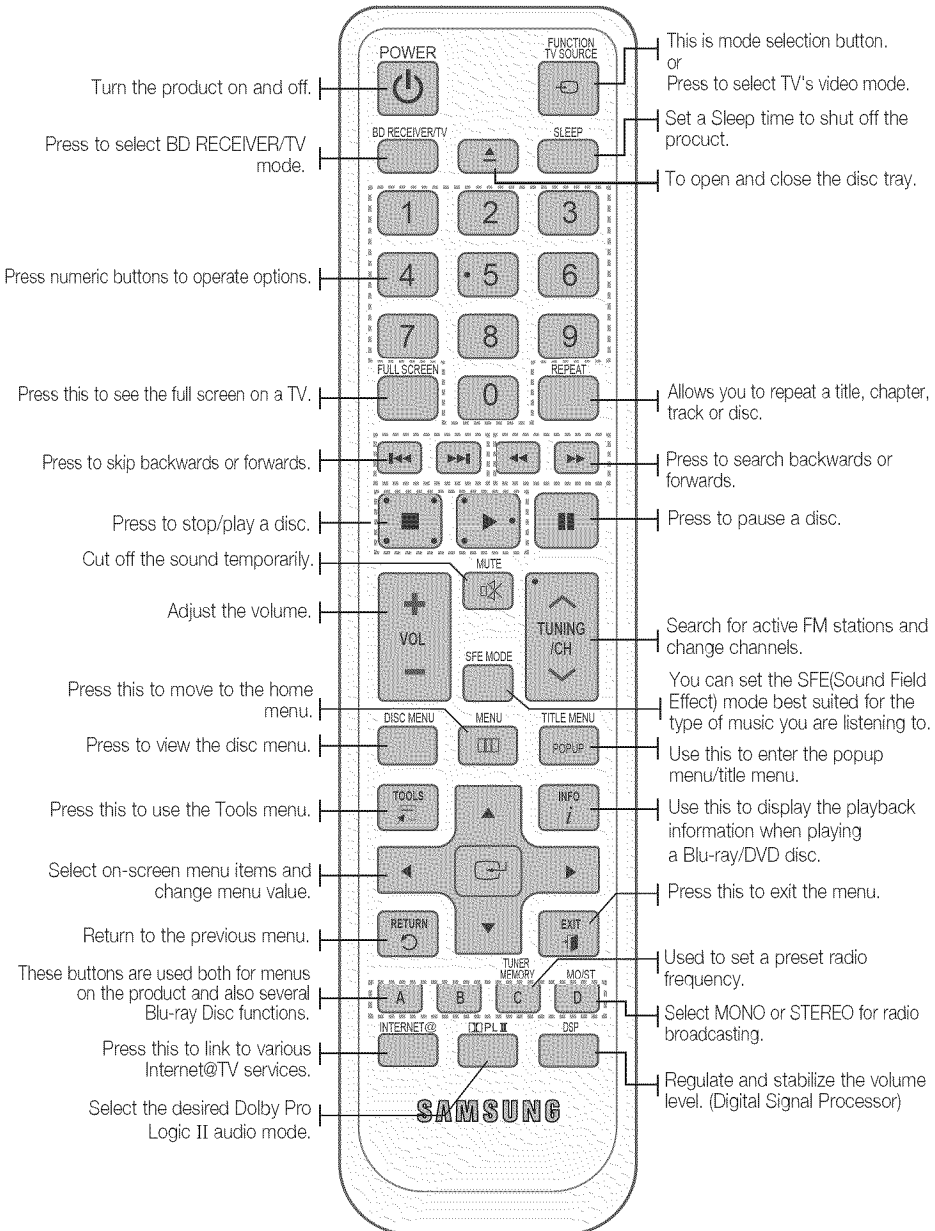 POWER
FUNCTION
TV SOURCE
This is mode selection button.
or
Press to select TV's video mode.
Turn the product on and off.
Set a Sleep time to shut off the
procuct.
BD RECEIVER/TV
SLEEP
Press to select BD RECEIVER/TV
mode.
To open and close the disc tray.
1 2 3
Press numeric buttons to operate options.
4 5 6
7 8 9
FULL SCREEN
REPEAT
0
Press this to see the full screen on a TV.
Allows you to repeat a title, chapter,
track or disc.
Press to skip backwards or forwards.
Press to search backwards or
forwards.
Press to stop/play a disc.
Press to pause a disc.
Cut off the sound temporarily.
MUTE
Adjust the volume.
VOL
TUNING
/CH
Search for active FM stations and
change channels.
SFE MODE
You can set the SFE(Sound Field
Effect) mode best suited for the
type of music you are listening to.
Press this to move to the home
menu.
DISC MENU
MENU
TITLE MENU
POPUP
Press to view the disc menu.
Use this to enter the popup
menu/title menu.
TOOLS
INFO
i
Press this to use the Tools menu.
Use this to display the playback
information when playing
a Blu-ray/DVD disc.
Select on-screen menu items and
change menu value.
Press this to exit the menu.
RETURN
EXIT
Return to the previous menu.
TUNER
MEMORY
MO/ST
Used to set a preset radio
frequency.
These buttons are used both for menus
on the product and also several
Blu-ray Disc functions.
A B C D
Select MONO or STEREO for radio
broadcasting.
INTERNET@
PL II
DSP
Press this to link to various
Internet@TV services.
Regulate and stabilize the volume
level. (Digital Signal Processor)
Select the desired Dolby Pro
Logic II audio mode.
SAMSUNG